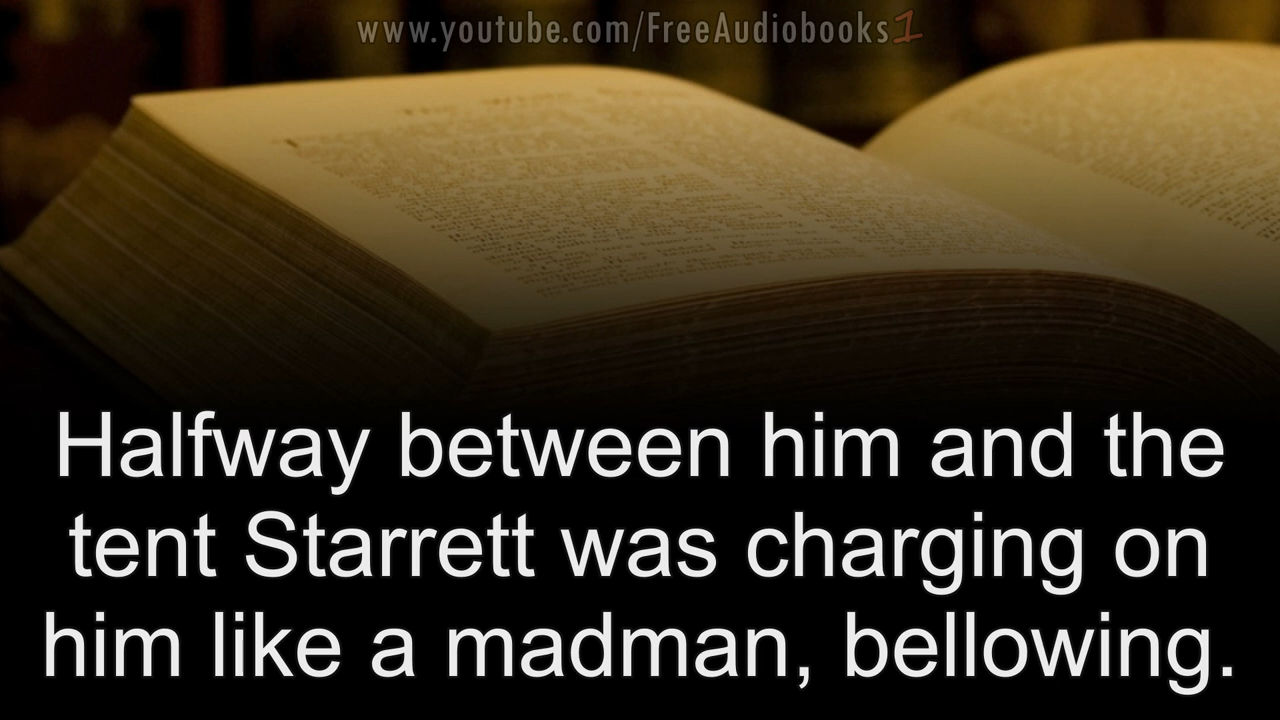 www.youtube.com/FreeAudiobooks1
Halfway between him and the
tent Starrett was charging on
him like a madman, bellowing.